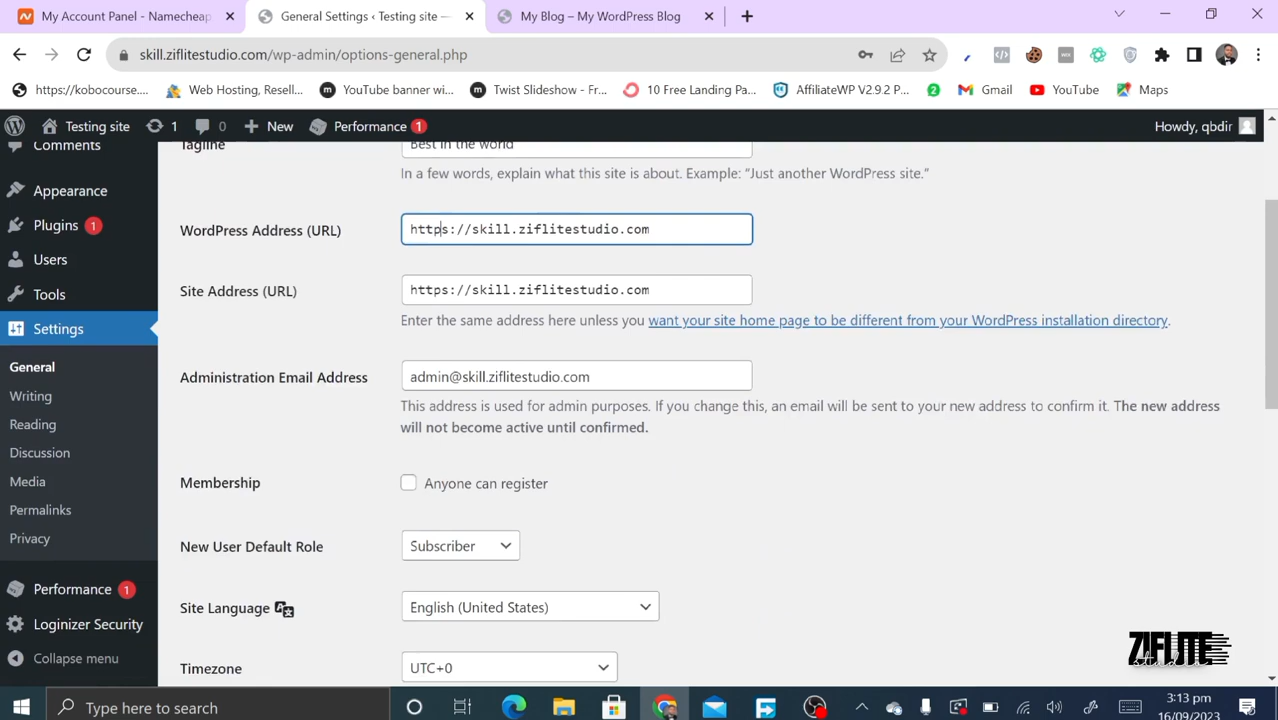 My Account Panel - Namecheap
General Settings ‹ Testing site —
My Blog – My WordPress Blog
skill.ziflitestudio.com/wp-admin/options-general.php
https://kobocourse....
Web Hosting, Resell...
YouTube banner wi...
Twist Slideshow - Fr...
10 Free Landing Pa...
AffiliateWP V2.9.2 P...
2
Gmail
YouTube
Maps
Testing site
1
0
New
Performance 1
Howdy, qbdir
Comments
Appearance
Plugins 1
Users
Tools
Settings
General
Writing
Reading
Discussion
Media
Permalinks
Privacy
Performance 1
Loginizer Security
Collapse menu
Tagline
Best in the world
In a few words, explain what this site is about. Example: “Just another WordPress site.”
WordPress Address (URL)
https://skill.ziflitestudio.com
Site Address (URL)
https://skill.ziflitestudio.com
Enter the same address here unless you want your site home page to be different from your WordPress installation directory.
Administration Email Address
admin@skill.ziflitestudio.com
This address is used for admin purposes. If you change this, an email will be sent to your new address to confirm it. The new address
will not become active until confirmed.
Membership
Anyone can register
New User Default Role
Subscriber
Site Language
English (United States)
Timezone
UTC+0
ZIFLITE
studio
Type here to search
3:13 pm
16/09/2023